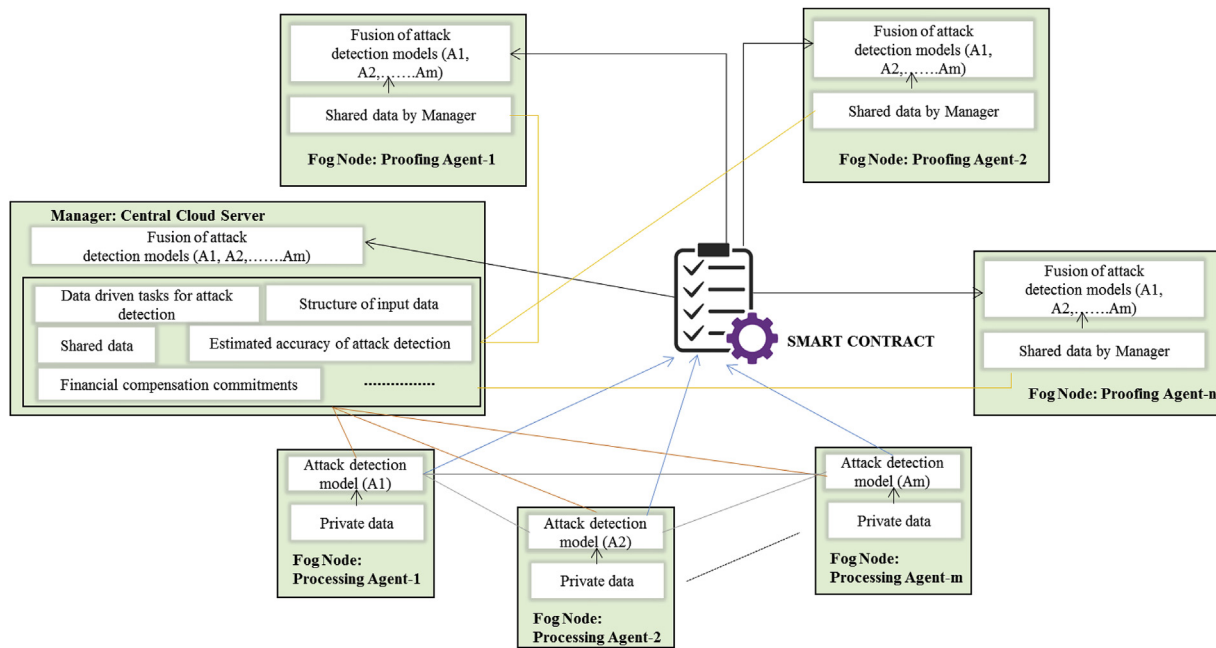 Fusion of attack
detection models (A1,
A2,.......Am)
Shared data by Manager
Fog Node: Proofing Agent-1
Fusion of attack
detection models (A1,
A2,.......Am)
Shared data by Manager
Fog Node: Proofing Agent-2
Manager: Central Cloud Server
Fusion of attack
detection models (A1, A2,.......Am)
Data driven tasks for attack
detection
Structure of input data
Shared data
Estimated accuracy of attack detection
Financial compensation commitments
................
SMART CONTRACT
Fusion of attack
detection models (A1,
A2,.......Am)
Shared data by Manager
Fog Node: Proofing Agent-n
Attack detection
model (A1)
Private data
Fog Node:
Processing Agent-1
Attack detection
model (A2)
Private data
Fog Node:
Processing Agent-2
Attack detection
model (Am)
Private data
Fog Node:
Processing Agent-m